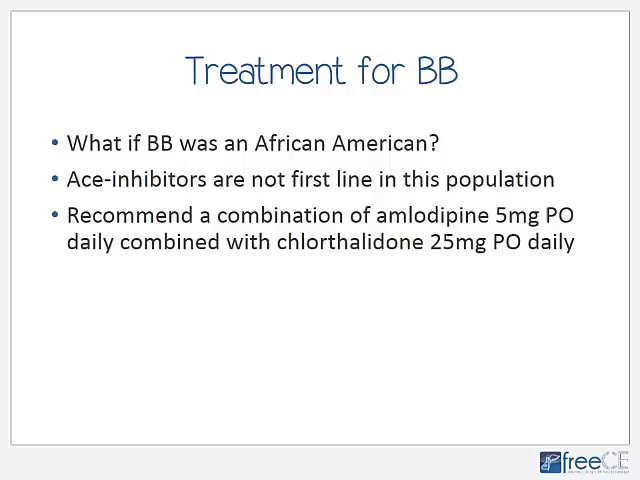 Treatment for BB
• What if BB was an African American?
• Ace-inhibitors are not first line in this population
• Recommend a combination of amlodipine 5mg PO
daily combined with chlorthalidone 25mg PO daily
freeCE